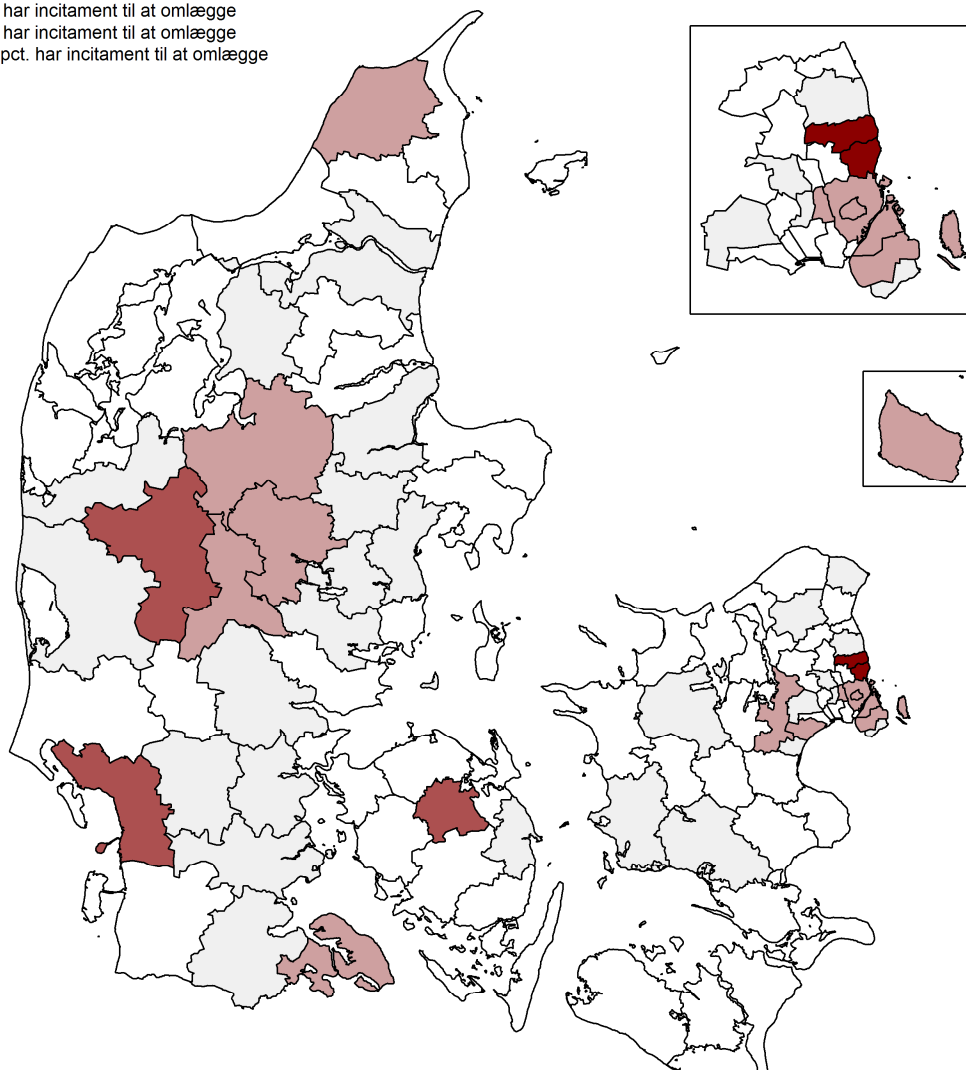 har incitament til at omlægge
har incitament til at omlægge
pct. har incitament til at omlægge